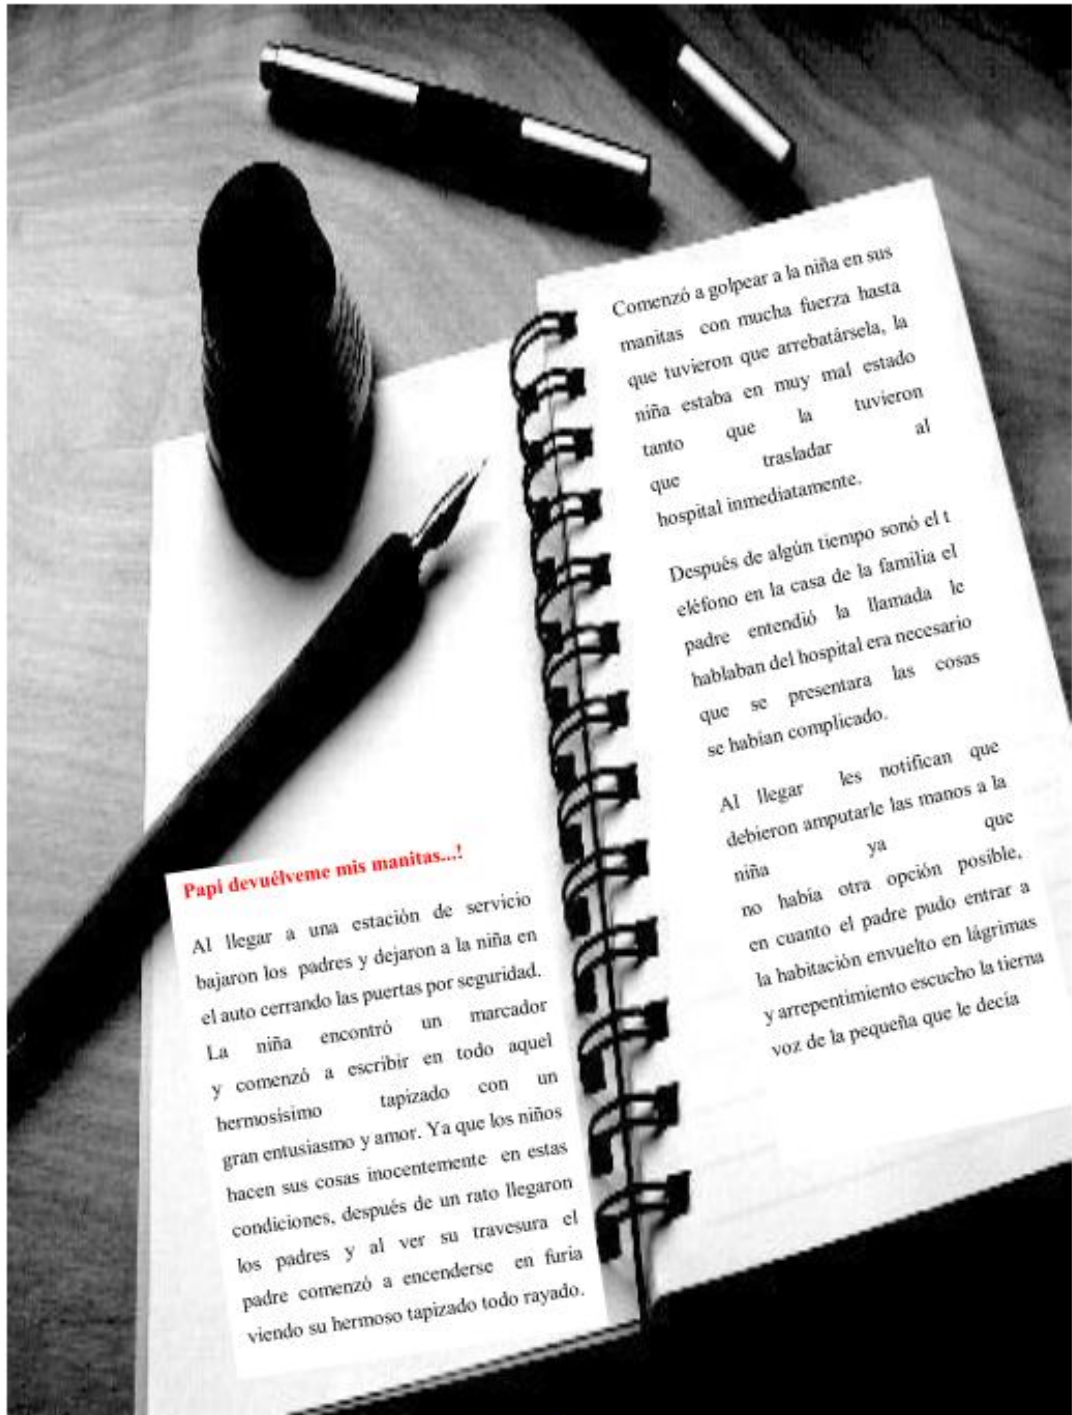 Papi devuélveme mis manitas...!
Al llegar a una estación de servicio
bajaron los padres y dejaron a la niña en
el auto cerrando las puertas por seguridad.
La niña encontró un marcador
y comenzó a escribir en todo aquel
hermosísimo tapizado con un
gran entusiasmo y amor. Ya que los niños
hacen sus cosas inocentemente en estas
condiciones, después de un rato llegaron
los padres y al ver su travesura el
padre comenzó a encenderse en furia
viendo su hermoso tapizado todo rayado.
Comenzó a golpear a la niña en sus
manitas con mucha fuerza hasta
que tuvieron que arrebatársela, la
niña estaba en muy mal estado
tanto que la tuvieron
que trasladar al
hospital inmediatamente.
Después de algún tiempo sonó el t
eléfono en la casa de la familia el
padre entendió la llamada le
hablaban del hospital era necesario
que se presentara las cosas
se habían complicado.
Al llegar les notifican que
debieron amputarle las manos a la
niña ya que
no había otra opción posible,
en cuanto el padre pudo entrar a
la habitación envuelto en lágrimas
y arrepentimiento escucho la tierna
voz de la pequeña que le decía